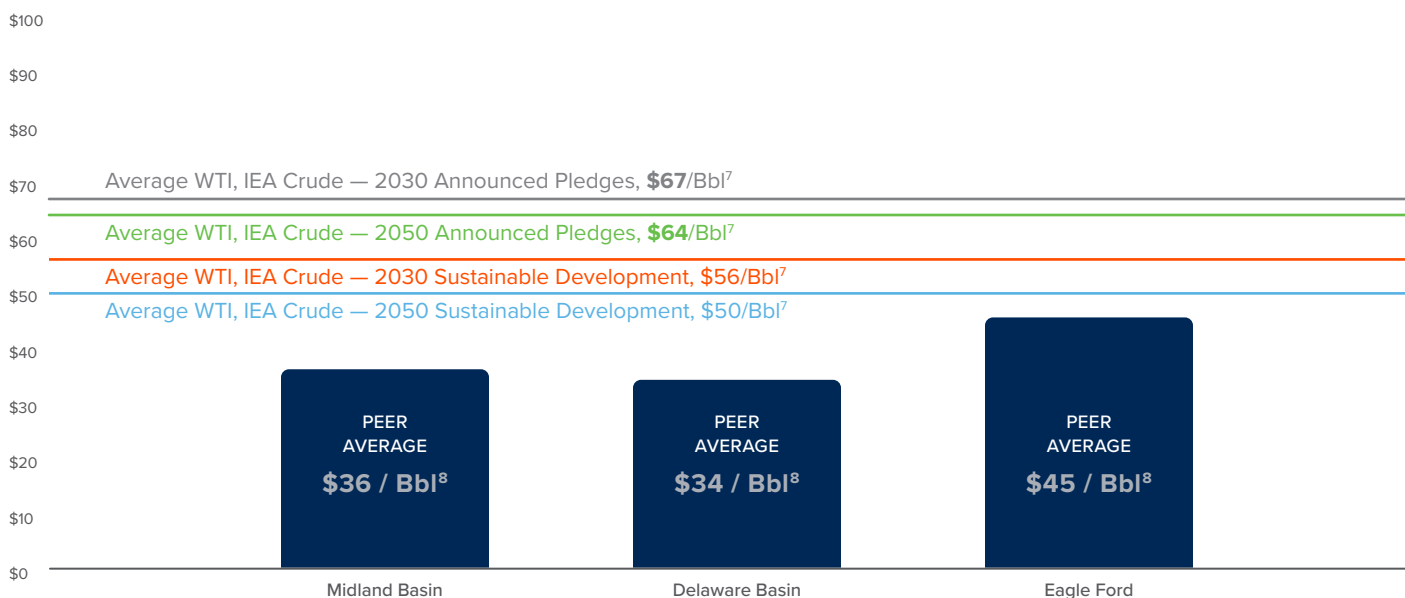 $100
$90
$80
$70
Average WTI, IEA Crude — 2030 Announced Pledges, $67/Bbl⁷
$60
Average WTI, IEA Crude — 2050 Announced Pledges, $64/Bbl⁷
Average WTI, IEA Crude — 2030 Sustainable Development, $56/Bbl⁷
$50
Average WTI, IEA Crude — 2050 Sustainable Development, $50/Bbl⁷
$40
$30
$20
$10
$0
PEER
AVERAGE
$36 / Bbl⁸
PEER
AVERAGE
$34 / Bbl⁸
PEER
AVERAGE
$45 / Bbl⁸
Midland Basin
Delaware Basin
Eagle Ford